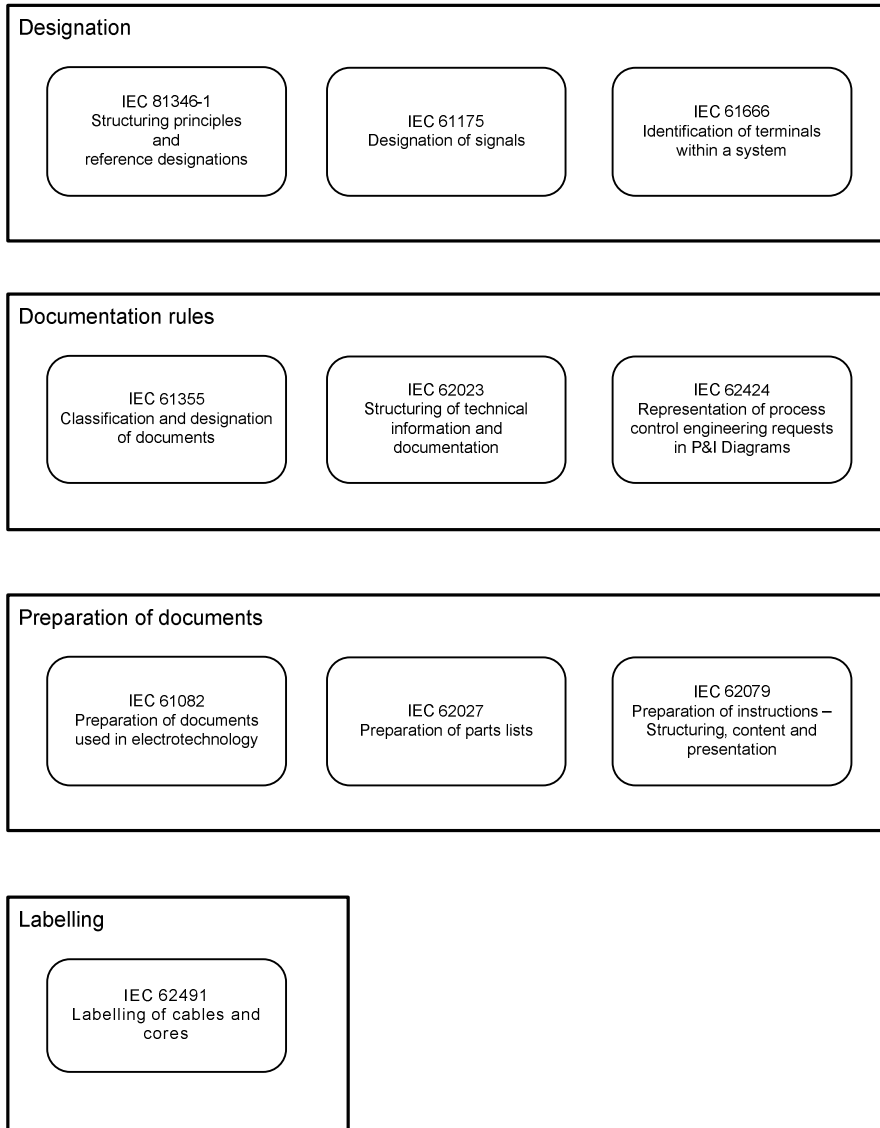 Designation
IEC 81346-1
Structuring principles
and
reference designations
IEC 61175
Designation of signals
IEC 61666
Identification of terminals
within a system
Documentation rules
IEC 61355
Classification and designation
of documents
IEC 62023
Structuring of technical
information and
documentation
IEC 62424
Representation of process
control engineering requests
in P&I Diagrams
Preparation of documents
IEC 61082
Preparation of documents
used in electrotechnology
IEC 62027
Preparation of parts lists
IEC 62079
Preparation of instructions –
Structuring, content and
presentation
Labelling
IEC 62491
Labelling of cables and
cores